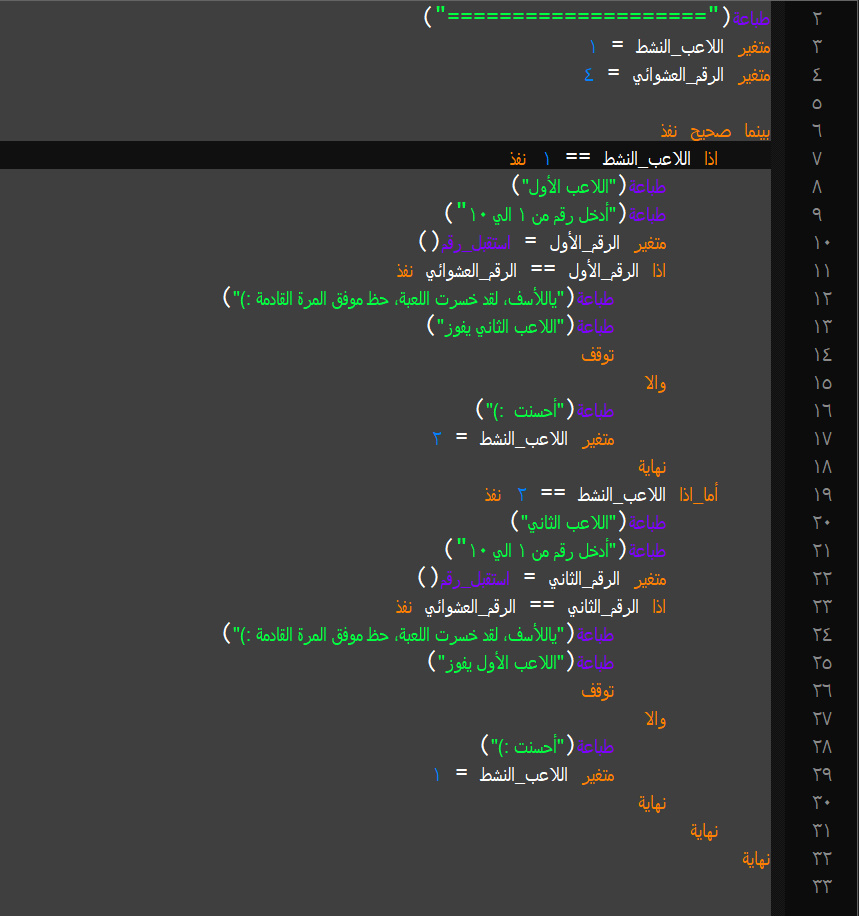 ٢ طباعة("====================")
٣ متغير اللاعب_النشط = ١
٤ متغير الرقم_العشوائي = ٤
٥
٦ بينما صحيح نفذ
٧ اذا اللاعب_النشط == ١ نفذ
٨ طباعة("اللاعب الأول")
٩ طباعة("أدخل رقم من ١ الي ١٠")
١٠ متغير الرقم_الأول = استقبل_رقم()
١١ اذا الرقم_الأول == الرقم_العشوائي نفذ
١٢ طباعة("ياللأسف، لقد خسرت اللعبة، حظ موفق المرة القادمة :)")
١٣ طباعة("اللاعب الثاني يفوز")
١٤ توقف
١٥ والا
١٦ طباعة("أحسنت :)")
١٧ متغير اللاعب_النشط = ٢
١٨ نهاية
١٩ أما_اذا اللاعب_النشط == ٢ نفذ
٢٠ طباعة("اللاعب الثاني")
٢١ طباعة("أدخل رقم من ١ الي ١٠")
٢٢ متغير الرقم_الثاني = استقبل_رقم()
٢٣ اذا الرقم_الثاني == الرقم_العشوائي نفذ
٢٤ طباعة("ياللأسف، لقد خسرت اللعبة، حظ موفق المرة القادمة :)")
٢٥ طباعة("اللاعب الأول يفوز")
٢٦ توقف
٢٧ والا
٢٨ طباعة("أحسنت :)")
٢٩ متغير اللاعب_النشط = ١
٣٠ نهاية
٣١ نهاية
٣٢ نهاية
٣٣